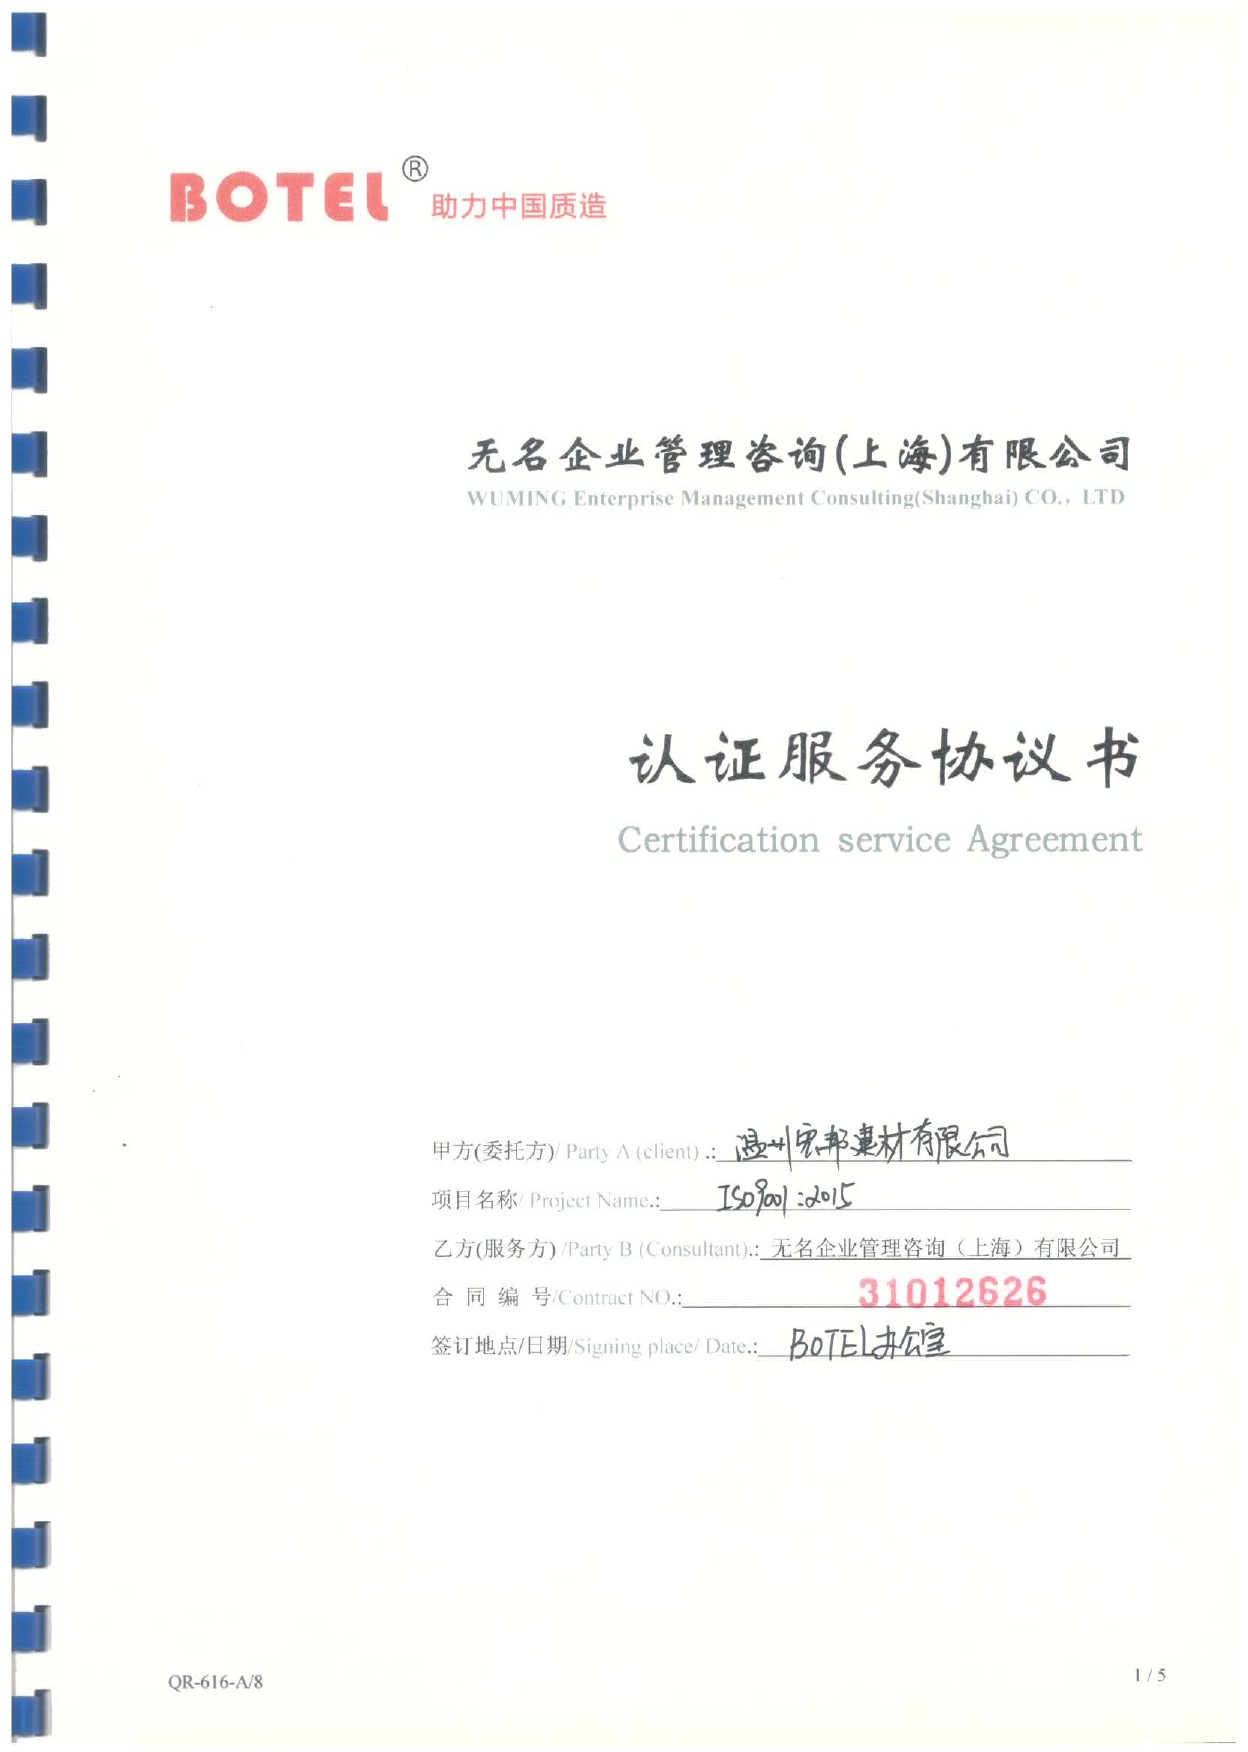 BOTEL® 助力中国质造
无名企业管理咨询(上海)有限公司
WUMING Enterprise Management Consulting(Shanghai) CO., LTD
认证服务协议书
Certification service Agreement
甲方(委托方)/ Party A (client) .: 温州宏邦建材有限公司
项目名称/ Project Name.: ISO9001:2015
乙方(服务方) /Party B (Consultant).: 无名企业管理咨询（上海）有限公司
合 同 编 号/Contract NO.: 31012626
签订地点/日期/Signing place/ Date.: BOTEL办公室
QR-616-A/8
1 / 5